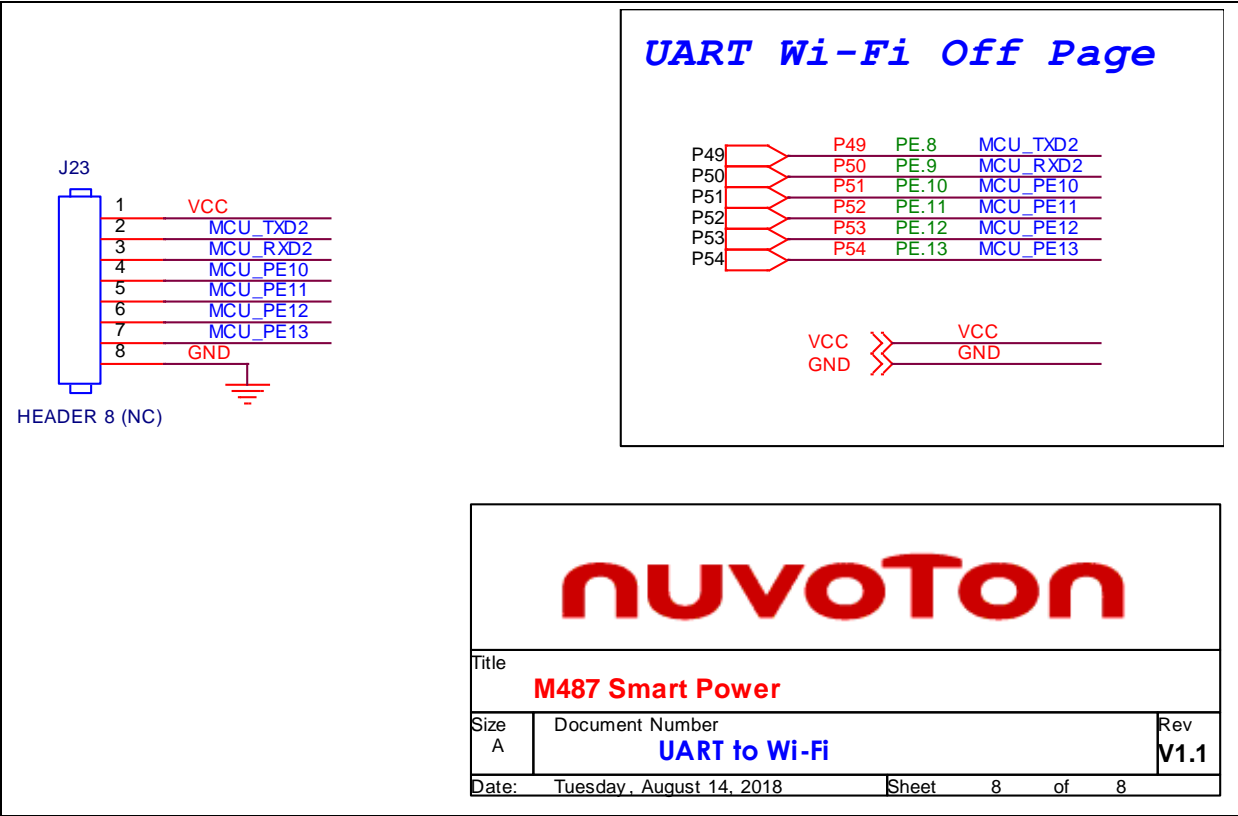 UART Wi-Fi Off Page
P49 P49 PE.8 MCU_TXD2
P50 P50 PE.9 MCU_RXD2
P51 P51 PE.10 MCU_PE10
P52 P52 PE.11 MCU_PE11
P53 P53 PE.12 MCU_PE12
P54 P54 PE.13 MCU_PE13
VCC VCC
GND GND
J23
1 VCC
2 MCU_TXD2
3 MCU_RXD2
4 MCU_PE10
5 MCU_PE11
6 MCU_PE12
7 MCU_PE13
8 GND
HEADER 8 (NC)
nuvoTon
Title
M487 Smart Power
Size Document Number Rev
A UART to Wi-Fi V1.1
Date: Tuesday, August 14, 2018 Sheet 8 of 8